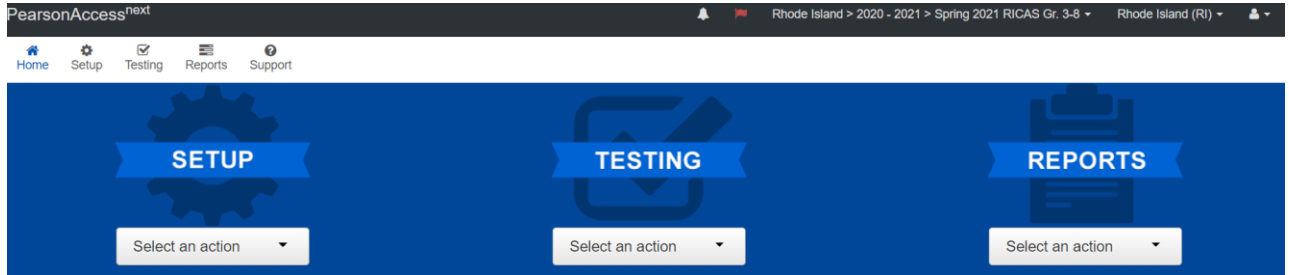 PearsonAccessnext
Rhode Island > 2020 - 2021 > Spring 2021 RICAS Gr. 3-8 Rhode Island (RI)
Home Setup Testing Reports Support
SETUP TESTING REPORTS
Select an action Select an action Select an action